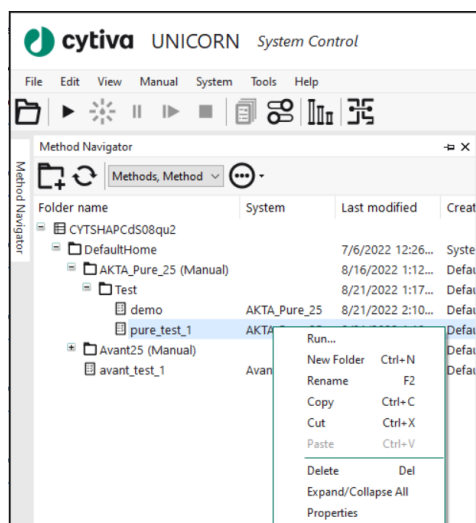 cytiva UNICORN System Control
File Edit View Manual System Tools Help
Method Navigator
Method Navigator
Methods, Method
Folder name System Last modified Creat
CYTSHAPCdS08qu2
DefaultHome 7/6/2022 12:26... Syste
AKTA_Pure_25 (Manual) 8/16/2022 1:12... Defau
Test 8/21/2022 1:17... Defau
demo AKTA_Pure_25 8/21/2022 2:10... Defau
pure_test_1 AKTA Defau
Avant25 (Manual) Defau
avant_test_1 Avan Defau
Run...
New Folder Ctrl+N
Rename F2
Copy Ctrl+C
Cut Ctrl+X
Paste Ctrl+V
Delete Del
Expand/Collapse All
Properties